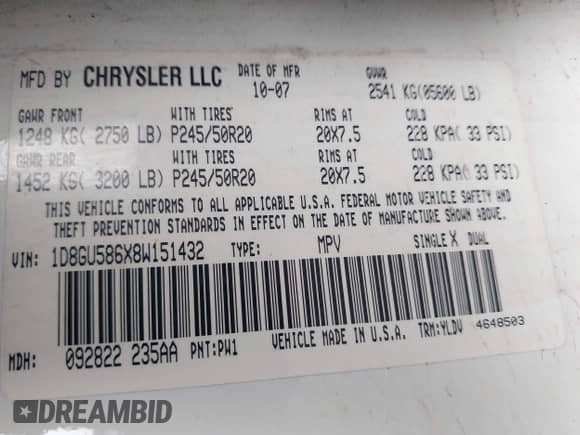 MFD BY CHRYSLER LLC DATE OF MFR 10-07 GVWR 2541 KG(05600 LB)
GAWR FRONT WITH TIRES RIMS AT COLD
1248 KG( 2750 LB) P245/50R20 20X7.5 228 KPA( 33 PSI)
GAWR REAR WITH TIRES RIMS AT COLD
1452 KG( 3200 LB) P245/50R20 20X7.5 228 KPA( 33 PSI)
THIS VEHICLE CONFORMS TO ALL APPLICABLE U.S.A. FEDERAL MOTOR VEHICLE SAFETY AND
THEFT PREVENTION STANDARDS IN EFFECT ON THE DATE OF MANUFACTURE SHOWN ABOVE.
VIN: 1D8GU586X8W151432 TYPE: MPV SINGLE X DUAL
MDH: 092822 235AA PNT:PW1 VEHICLE MADE IN U.S.A. TRM:YLDV 4648503
DREAMBID